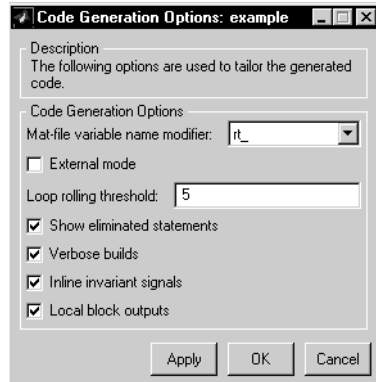 Code Generation Options: example
Description
The following options are used to tailor the generated
code.
Code Generation Options
Mat-file variable name modifier: rt_
External mode
Loop rolling threshold: 5
Show eliminated statements
Verbose builds
Inline invariant signals
Local block outputs
Apply OK Cancel